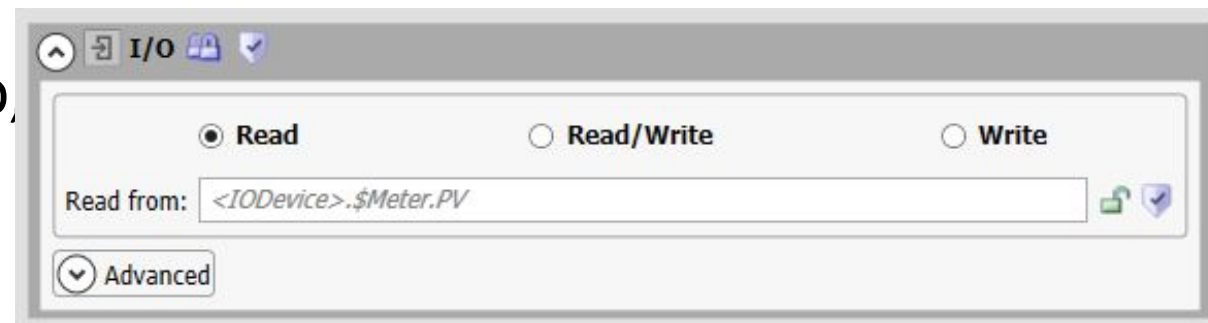 I/O
Read Read/Write Write
Read from: <IODevice>.$Meter.PV
Advanced